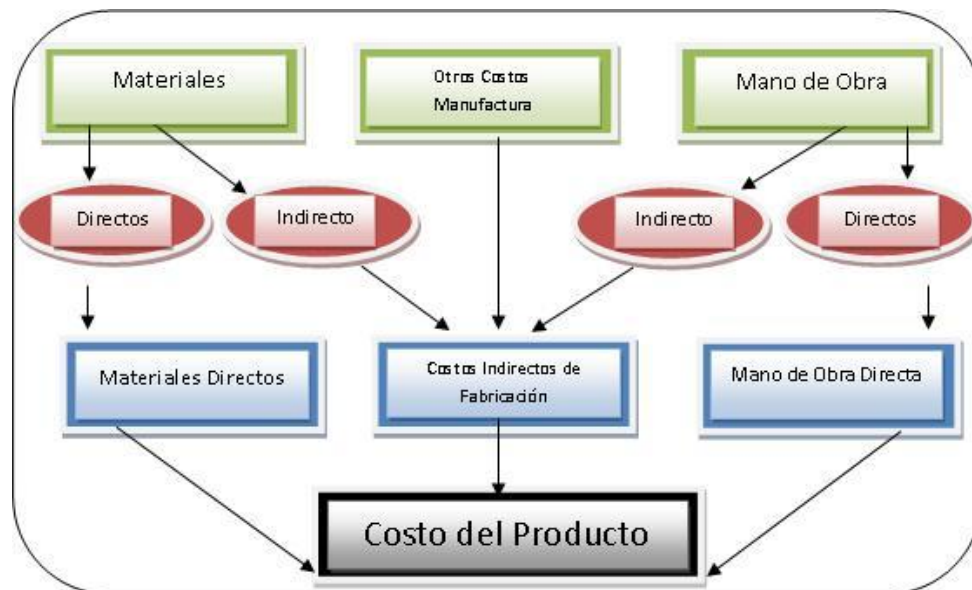 Materiales
Otros Costos
Manufactura
Mano de Obra
Directos
Indirecto
Indirecto
Directos
Materiales Directos
Costos Indirectos de
Fabricación
Mano de Obra Directa
Costo del Producto